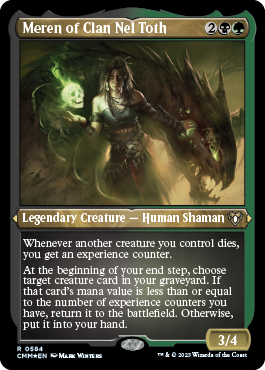 Meren of Clan Nel Toth 2
Legendary Creature — Human Shaman
Whenever another creature you control dies,
you get an experience counter.
At the beginning of your end step, choose
target creature card in your graveyard. If
that card's mana value is less than or equal
to the number of experience counters you
have, return it to the battlefield. Otherwise,
put it into your hand.
3/4
R 0564
CMM★EN Mark Winters
™ & © 2023 Wizards of the Coast